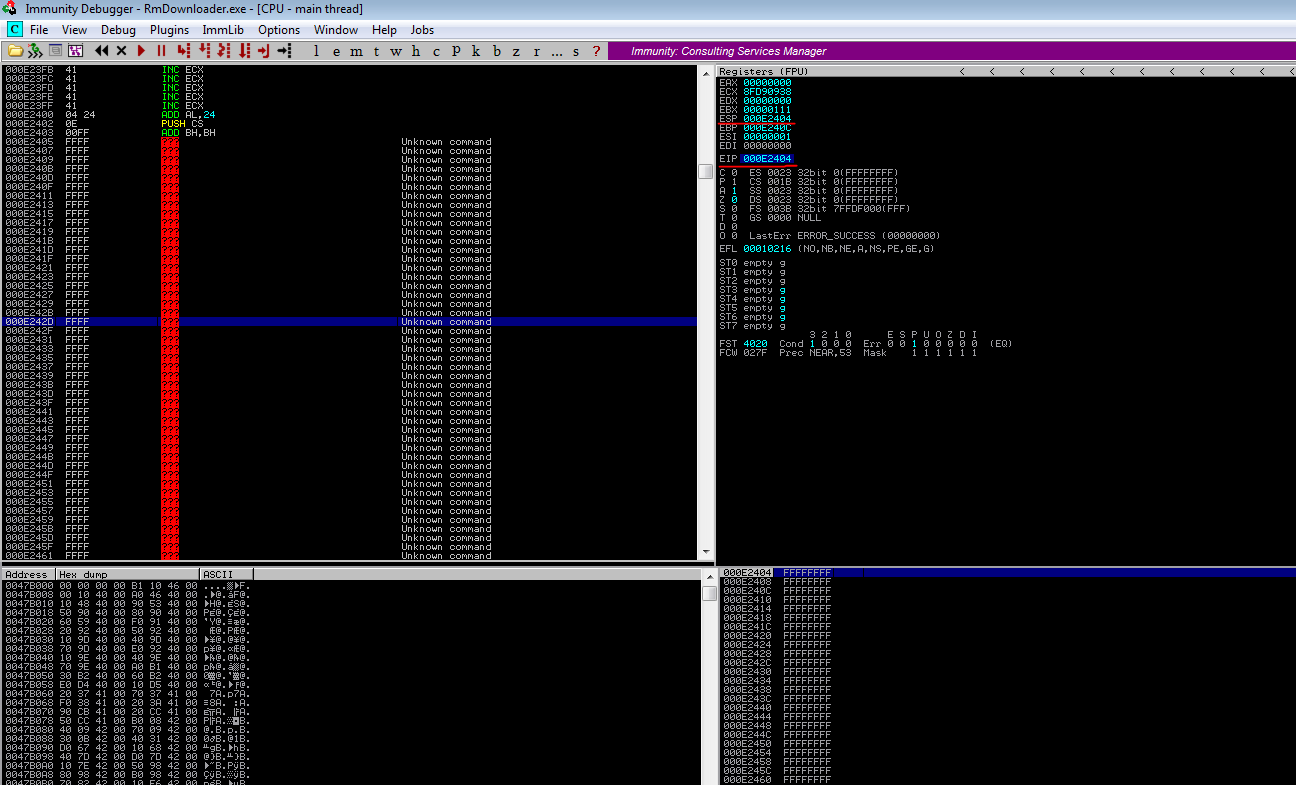 Immunity Debugger - RmDownloader.exe - [CPU - main thread]
C File View Debug Plugins ImmLib Options Window Help Jobs
l e m t w h c P k b z r ... s ? Immunity: Consulting Services Manager
000E23FB 41 INC ECX
000E23FC 41 INC ECX
000E23FD 41 INC ECX
000E23FE 41 INC ECX
000E23FF 41 INC ECX
000E2400 04 24 ADD AL,24
000E2402 0E PUSH CS
000E2403 00FF ADD BH,BH
000E2405 FFFF ??? Unknown command
000E2407 FFFF ??? Unknown command
000E2409 FFFF ??? Unknown command
000E240B FFFF ??? Unknown command
000E240D FFFF ??? Unknown command
000E240F FFFF ??? Unknown command
000E2411 FFFF ??? Unknown command
000E2413 FFFF ??? Unknown command
000E2415 FFFF ??? Unknown command
000E2417 FFFF ??? Unknown command
000E2419 FFFF ??? Unknown command
000E241B FFFF ??? Unknown command
000E241D FFFF ??? Unknown command
000E241F FFFF ??? Unknown command
000E2421 FFFF ??? Unknown command
000E2423 FFFF ??? Unknown command
000E2425 FFFF ??? Unknown command
000E2427 FFFF ??? Unknown command
000E2429 FFFF ??? Unknown command
000E242B FFFF ??? Unknown command
000E242D FFFF ??? Unknown command
000E242F FFFF ??? Unknown command
000E2431 FFFF ??? Unknown command
000E2433 FFFF ??? Unknown command
000E2435 FFFF ??? Unknown command
000E2437 FFFF ??? Unknown command
000E2439 FFFF ??? Unknown command
000E243B FFFF ??? Unknown command
000E243D FFFF ??? Unknown command
000E243F FFFF ??? Unknown command
000E2441 FFFF ??? Unknown command
000E2443 FFFF ??? Unknown command
000E2445 FFFF ??? Unknown command
000E2447 FFFF ??? Unknown command
000E2449 FFFF ??? Unknown command
000E244B FFFF ??? Unknown command
000E244D FFFF ??? Unknown command
000E244F FFFF ??? Unknown command
000E2451 FFFF ??? Unknown command
000E2453 FFFF ??? Unknown command
000E2455 FFFF ??? Unknown command
000E2457 FFFF ??? Unknown command
000E2459 FFFF ??? Unknown command
000E245B FFFF ??? Unknown command
000E245D FFFF ??? Unknown command
000E245F FFFF ??? Unknown command
000E2461 FFFF ??? Unknown command
Registers (FPU) < < < < < < < < < < < <
EAX 00000000
ECX 8FD90938
EDX 00000000
EBX 00000111
ESP 000E2404
EBP 000E240C
ESI 00000001
EDI 00000000
EIP 000E2404
C 0 ES 0023 32bit 0(FFFFFFFF)
P 1 CS 001B 32bit 0(FFFFFFFF)
A 1 SS 0023 32bit 0(FFFFFFFF)
Z 0 DS 0023 32bit 0(FFFFFFFF)
S 0 FS 003B 32bit 7FFDF000(FFF)
T 0 GS 0000 NULL
D 0
O 0 LastErr ERROR_SUCCESS (00000000)
EFL 00010216 (NO,NB,NE,A,NS,PE,GE,G)
ST0 empty g
ST1 empty g
ST2 empty g
ST3 empty g
ST4 empty g
ST5 empty g
ST6 empty g
ST7 empty g
3 2 1 0 E S P U O Z D I
FST 4020 Cond 1 0 0 0 Err 0 0 1 0 0 0 0 0 (EQ)
FCW 027F Prec NEAR,53 Mask 1 1 1 1 1 1
Address Hex dump ASCII
0047B000 00 00 00 00 B1 10 46 00
0047B008 00 10 40 00 A0 46 40 00
0047B010 10 48 40 00 90 53 40 00
0047B018 50 90 40 00 80 90 40 00
0047B020 60 59 40 00 F0 91 40 00
0047B028 20 92 40 00 50 92 40 00
0047B030 10 9D 40 00 40 9D 40 00
0047B038 70 9D 40 00 E0 92 40 00
0047B040 10 9E 40 00 40 9E 40 00
0047B048 70 9E 40 00 A0 B1 40 00
0047B050 30 B2 40 00 60 B2 40 00
0047B058 E0 D4 40 00 10 D5 40 00
0047B060 20 37 41 00 70 37 41 00
0047B068 F0 38 41 00 20 3A 41 00
0047B070 90 CB 41 00 20 CC 41 00
0047B078 50 CC 41 00 B0 08 42 00
0047B080 40 09 42 00 70 09 42 00
0047B088 30 0B 42 00 40 31 42 00
0047B090 D0 67 42 00 10 68 42 00
0047B098 40 7D 42 00 D0 7D 42 00
0047B0A0 10 7E 42 00 50 98 42 00
0047B0A8 80 98 42 00 B0 98 42 00
000E2404 FFFFFFFF
000E2408 FFFFFFFF
000E240C FFFFFFFF
000E2410 FFFFFFFF
000E2414 FFFFFFFF
000E2418 FFFFFFFF
000E241C FFFFFFFF
000E2420 FFFFFFFF
000E2424 FFFFFFFF
000E2428 FFFFFFFF
000E242C FFFFFFFF
000E2430 FFFFFFFF
000E2434 FFFFFFFF
000E2438 FFFFFFFF
000E243C FFFFFFFF
000E2440 FFFFFFFF
000E2444 FFFFFFFF
000E2448 FFFFFFFF
000E244C FFFFFFFF
000E2450 FFFFFFFF
000E2454 FFFFFFFF
000E2458 FFFFFFFF
000E245C FFFFFFFF
000E2460 FFFFFFFF